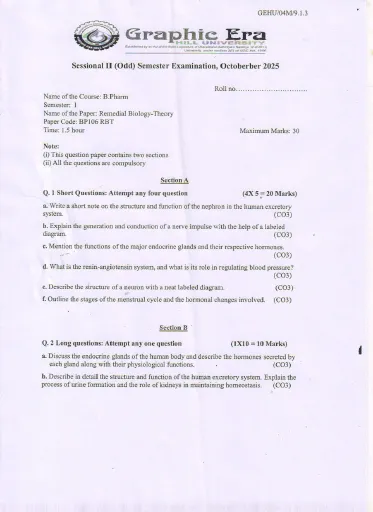 GEHU/04M/9.1.3
Graphic Era
HILL UNIVERSITY
Sessional II (Odd) Semester Examination, Octoberber 2025
Roll no..............................
Name of the Course: B.Pharm
Semester: 1
Name of the Paper: Remedial Biology-Theory
Paper Code: BP106 RBT
Time: 1.5 hour Maximum Marks: 30
Note:
(i) This question paper contains two sections
(ii) All the questions are compulsory
Section A
Q. 1 Short Questions: Attempt any four question (4X 5 = 20 Marks)
a. Write a short note on the structure and function of the nephron in the human excretory
system. (CO3)
b. Explain the generation and conduction of a nerve impulse with the help of a labeled
diagram. (CO3)
c. Mention the functions of the major endocrine glands and their respective hormones.
(CO3)
d. What is the renin-angiotensin system, and what is its role in regulating blood pressure?
(CO3)
e. Describe the structure of a neuron with a neat labeled diagram. (CO3)
f. Outline the stages of the menstrual cycle and the hormonal changes involved. (CO3)
Section B
Q. 2 Long questions: Attempt any one question (1X10 = 10 Marks)
a. Discuss the endocrine glands of the human body and describe the hormones secreted by
each gland along with their physiological functions. (CO3)
b. Describe in detail the structure and function of the human excretory system. Explain the
process of urine formation and the role of kidneys in maintaining homeostasis. (CO3)